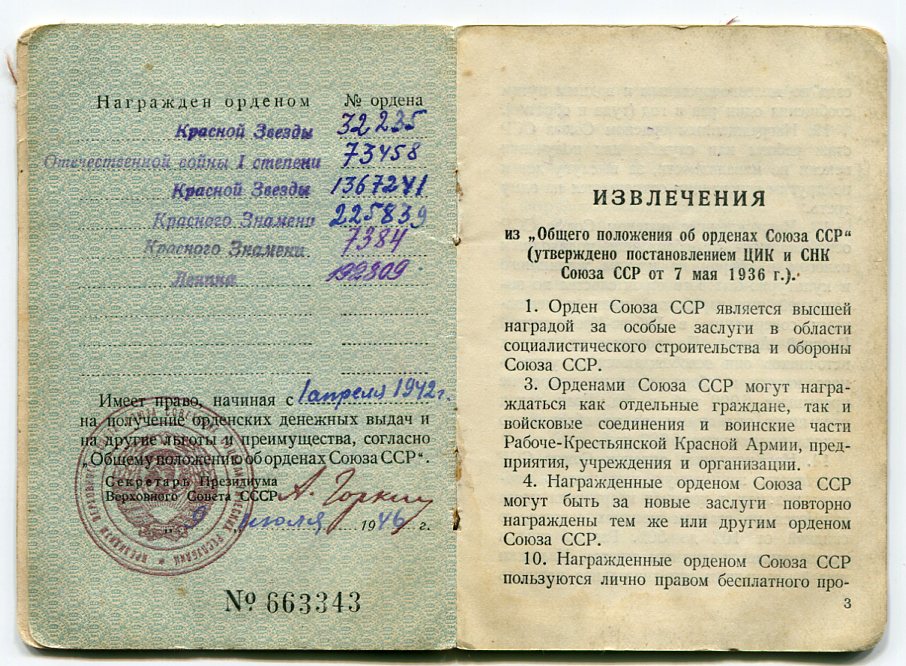 Награжден орденом № ордена
Красной Звезды 32235
Отечественной войны I степени 73458
Красной Звезды 1367241
Красного Знамени 225839
Красного Знамени 7384
Ленина 192809
Имеет право, начиная с 1 апреля 1942 г.
на получение орденских денежных выдач и
на другие льготы и преимущества, согласно
„Общему положению об орденах Союза ССР“.
Секретарь Президиума
Верховного Совета СССР А. Горкин
июля 1946 г.
№ 663343
ИЗВЛЕЧЕНИЯ
из „Общего положения об орденах Союза ССР“
(утверждено постановлением ЦИК и СНК
Союза ССР от 7 мая 1936 г.).
1. Орден Союза ССР является высшей
наградой за особые заслуги в области
социалистического строительства и обороны
Союза ССР.
3. Орденами Союза ССР могут награ-
ждаться как отдельные граждане, так и
войсковые соединения и воинские части
Рабоче-Крестьянской Красной Армии, пред-
приятия, учреждения и организации.
4. Награжденные орденом Союза ССР
могут быть за новые заслуги повторно
награждены тем же или другим орденом
Союза ССР.
10. Награжденные орденом Союза ССР
пользуются лично правом бесплатного про-
3